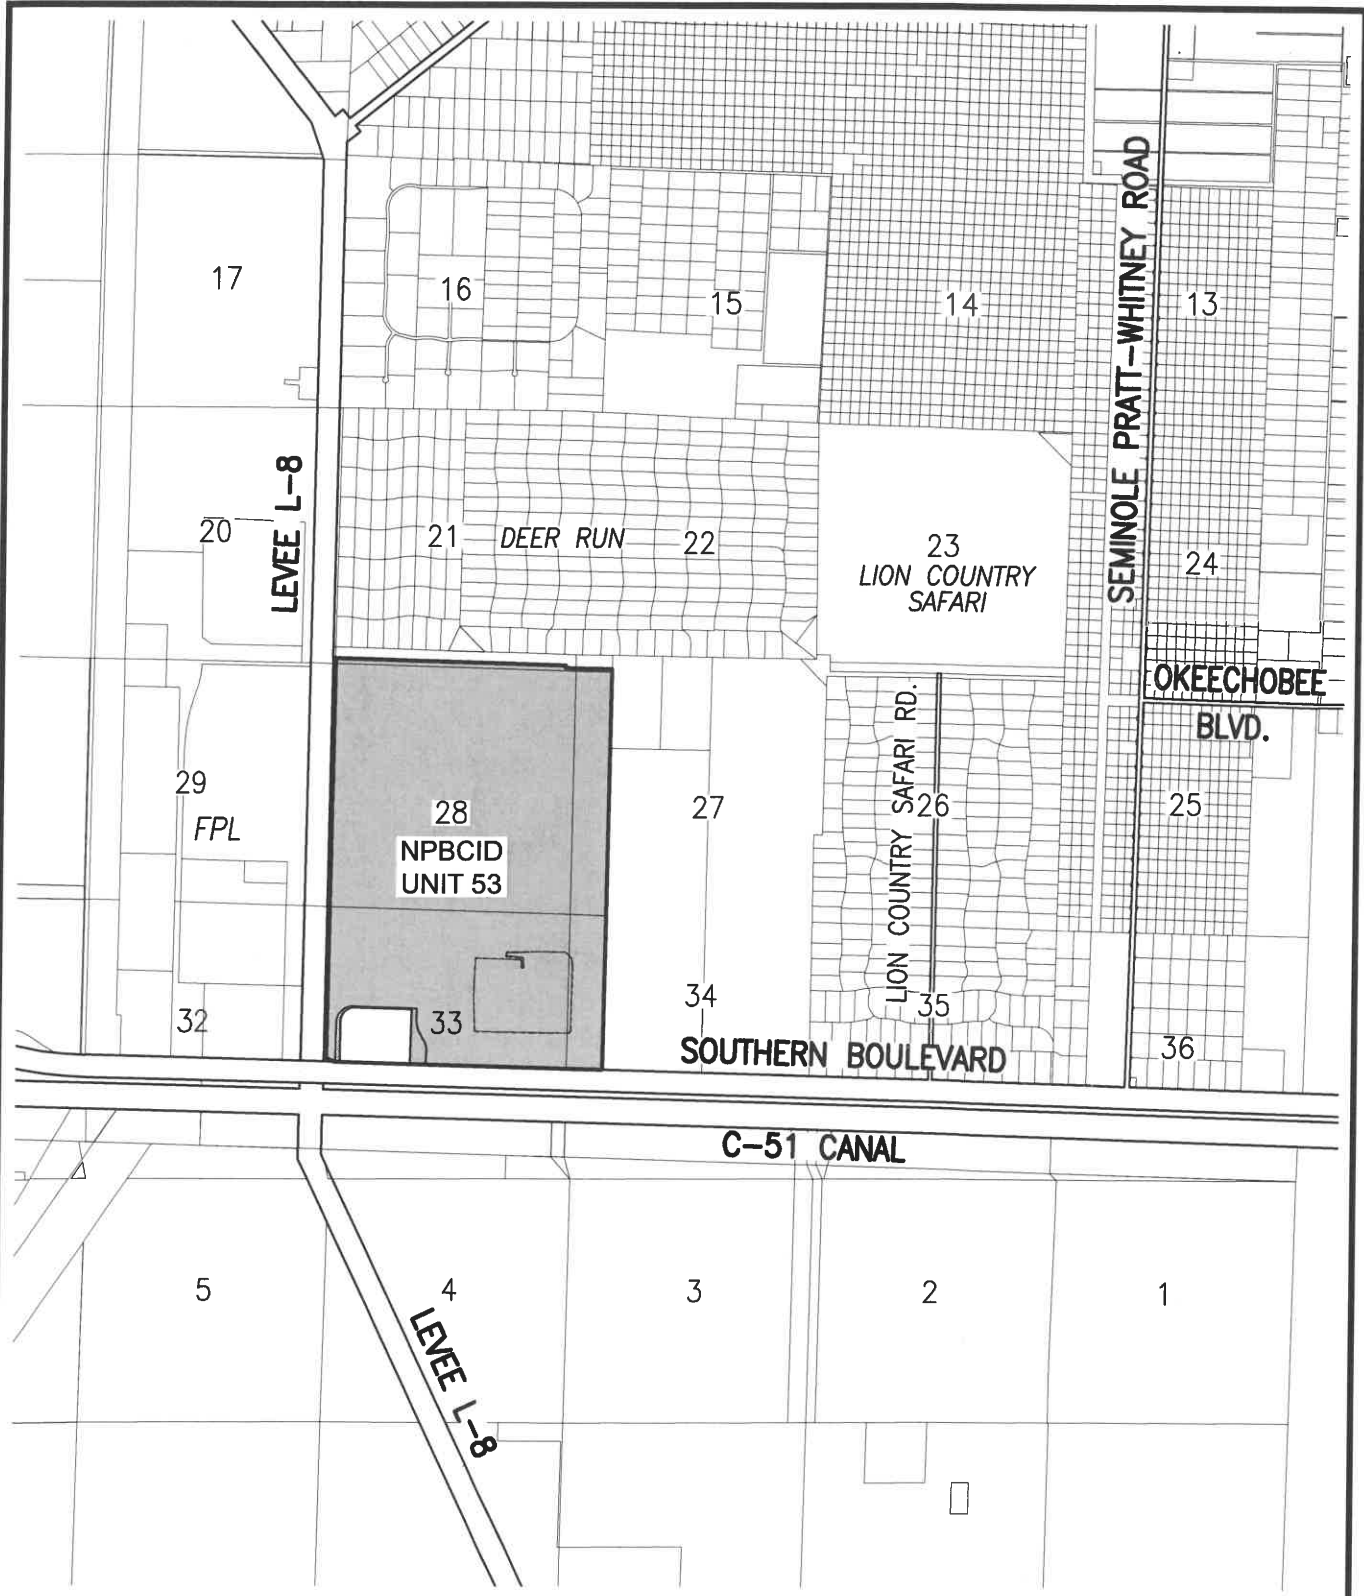 17
16
15
14
13
SEMINOLE PRATT-WHITNEY ROAD
LEVEE L-8
20
21
DEER RUN
22
23
LION COUNTRY
SAFARI
24
OKEECHOBEE
BLVD.
29
FPL
28
NPBCID
UNIT 53
27
LION COUNTRY SAFARI RD.
26
25
32
33
34
35
36
SOUTHERN BOULEVARD
C-51 CANAL
5
4
3
2
1
LEVEE L-8